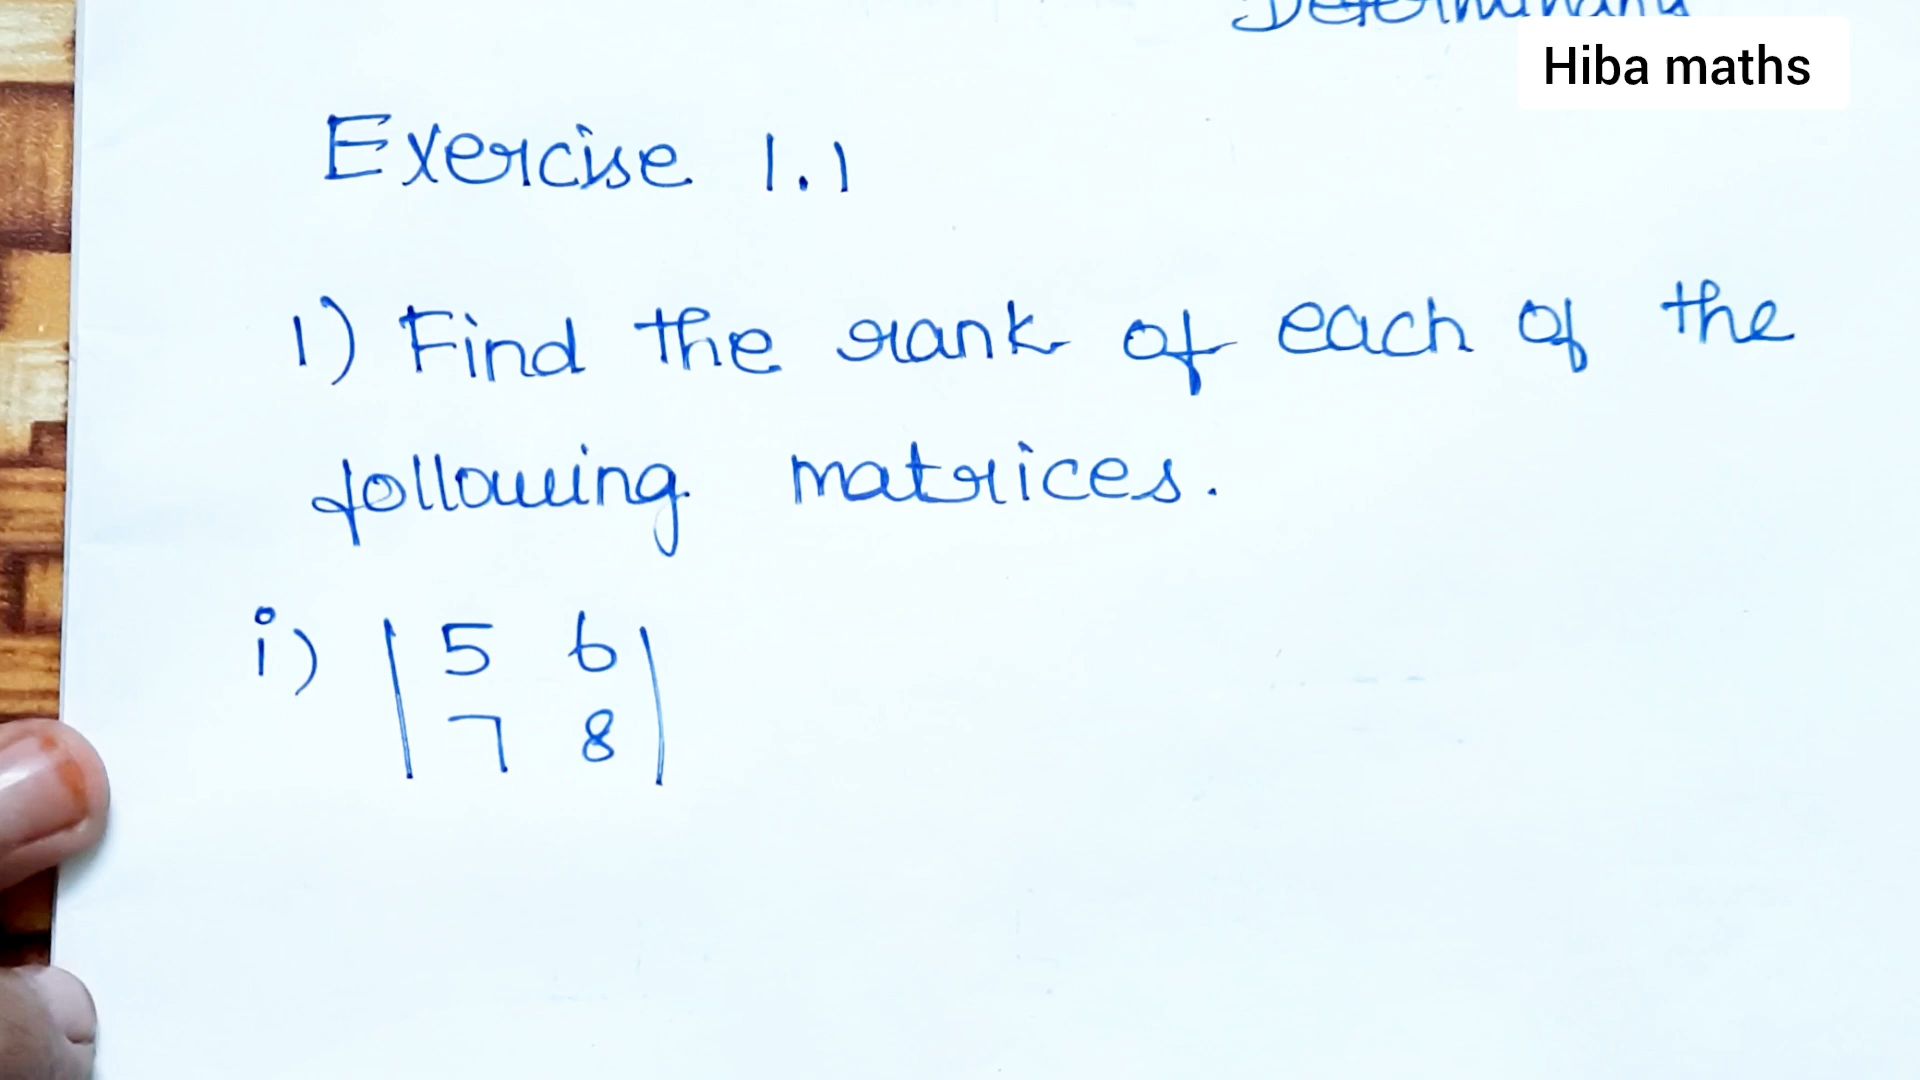 Hiba maths
Exercise 1.1
1) Find the rank of each of the
following matrices.
i) | 5 6 |
| 7 8 |